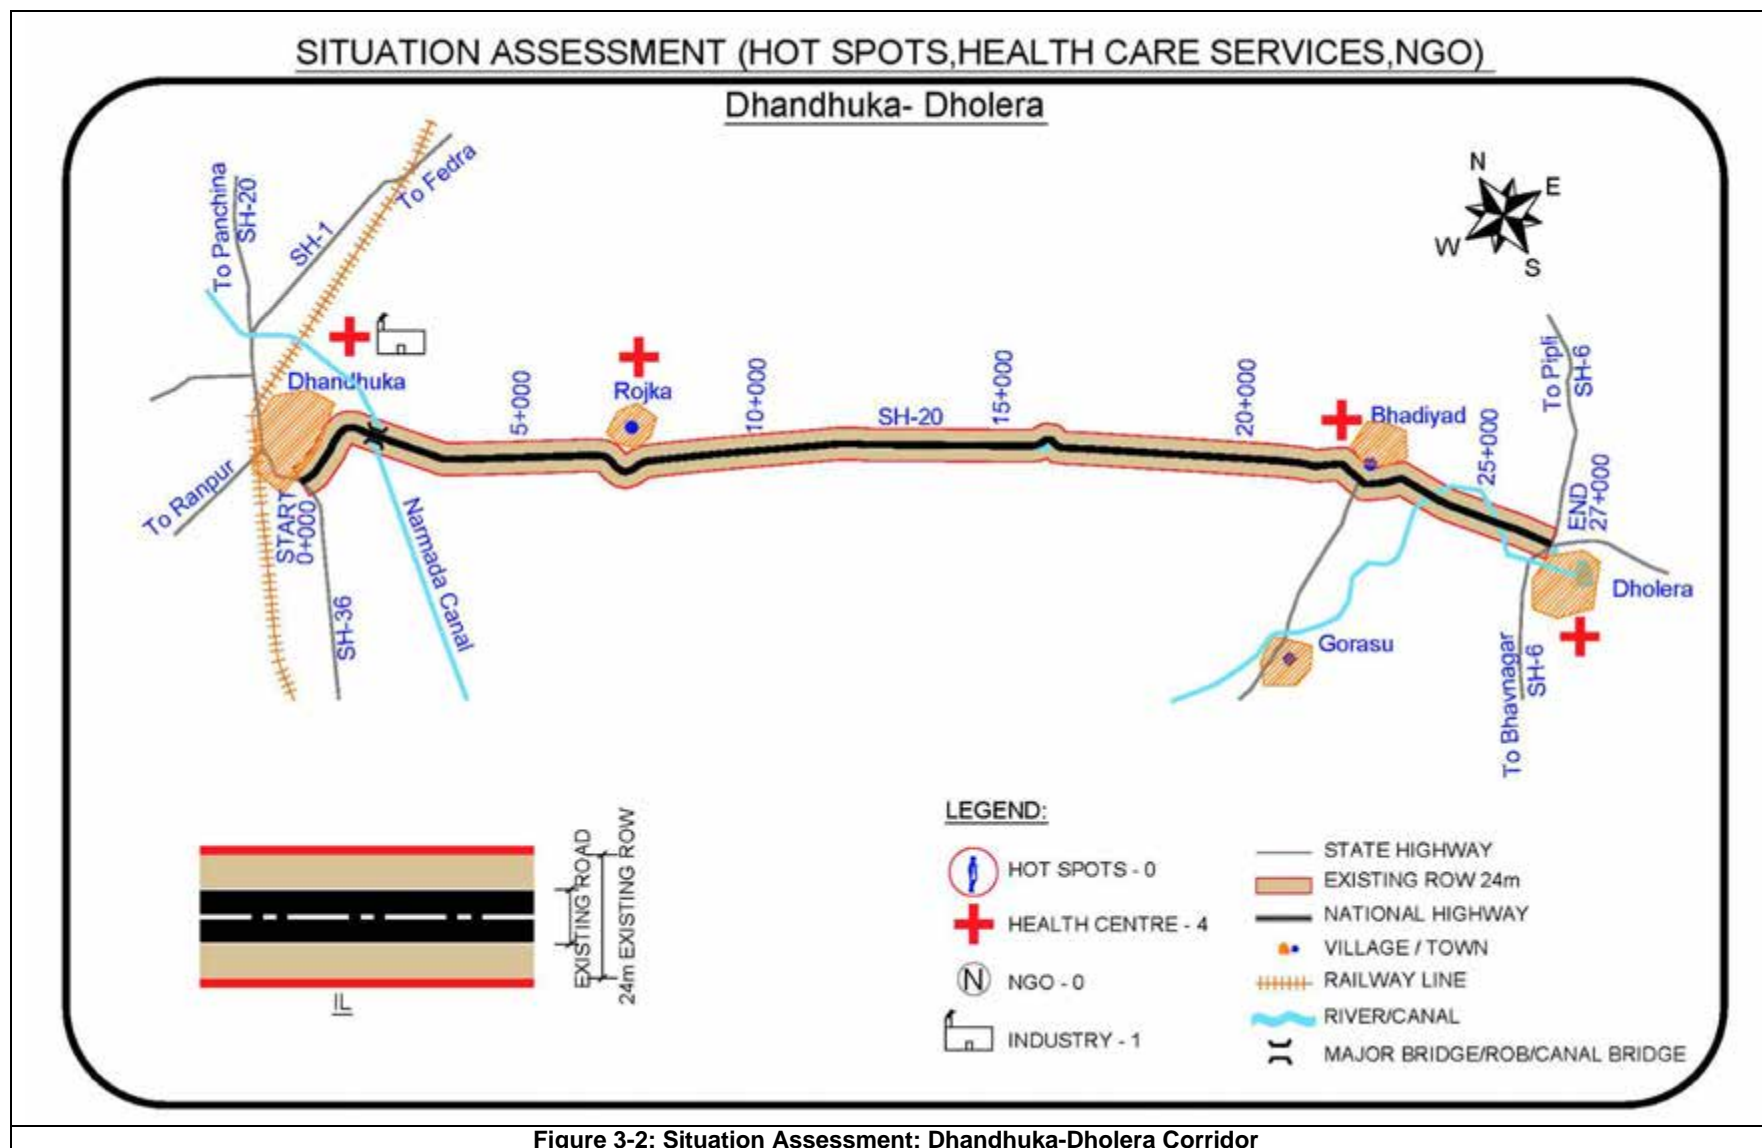 SITUATION ASSESSMENT (HOT SPOTS,HEALTH CARE SERVICES,NGO)
Dhandhuka- Dholera
N
E
W
S
To Panchina
SH-20
SH-1
To Fedra
Dhandhuka
To Ranpur
START
0+000
SH-36
Narmada Canal
5+000
Rojka
10+000
SH-20
15+000
20+000
Bhadiyad
25+000
To Pipli
SH-6
END
27+000
Dholera
Gorasu
To Bhavnagar
SH-6
EXISTING ROAD
24m EXISTING ROW
IL
LEGEND:
HOT SPOTS - 0
HEALTH CENTRE - 4
N
NGO - 0
INDUSTRY - 1
STATE HIGHWAY
EXISTING ROW 24m
NATIONAL HIGHWAY
VILLAGE / TOWN
RAILWAY LINE
RIVER/CANAL
MAJOR BRIDGE/ROB/CANAL BRIDGE
Figure 3-2: Situation Assessment: Dhandhuka-Dholera Corridor